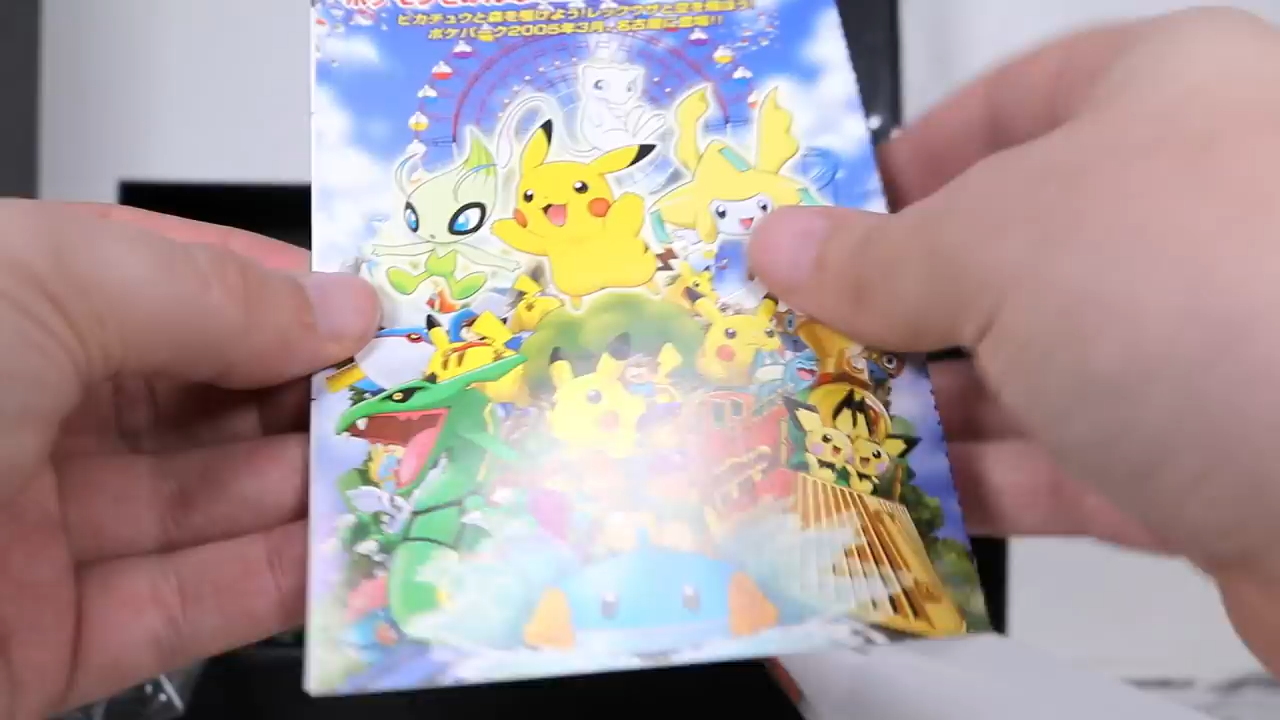 ピカチュウと森を駆けよう!レックウザと空を飛ぼう!
ポケパーク2005年3月、名古屋に登場!!